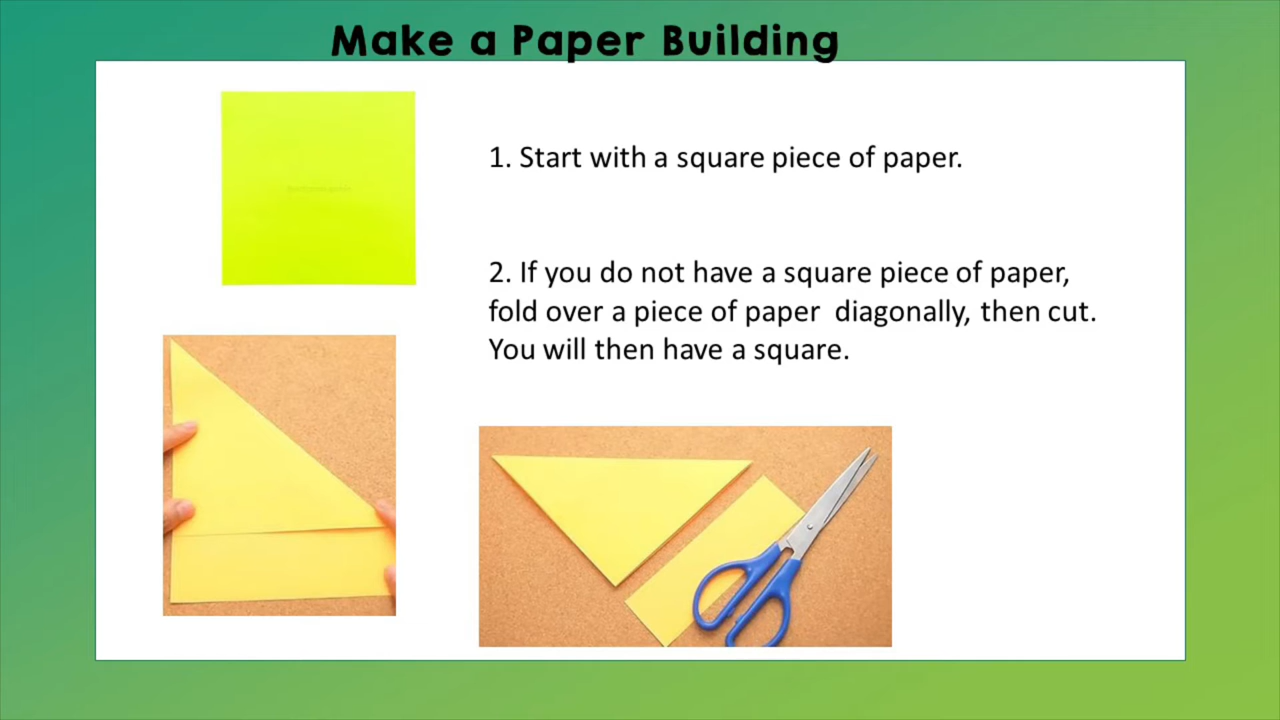 Make a Paper Building
1. Start with a square piece of paper.
2. If you do not have a square piece of paper,
fold over a piece of paper diagonally, then cut.
You will then have a square.